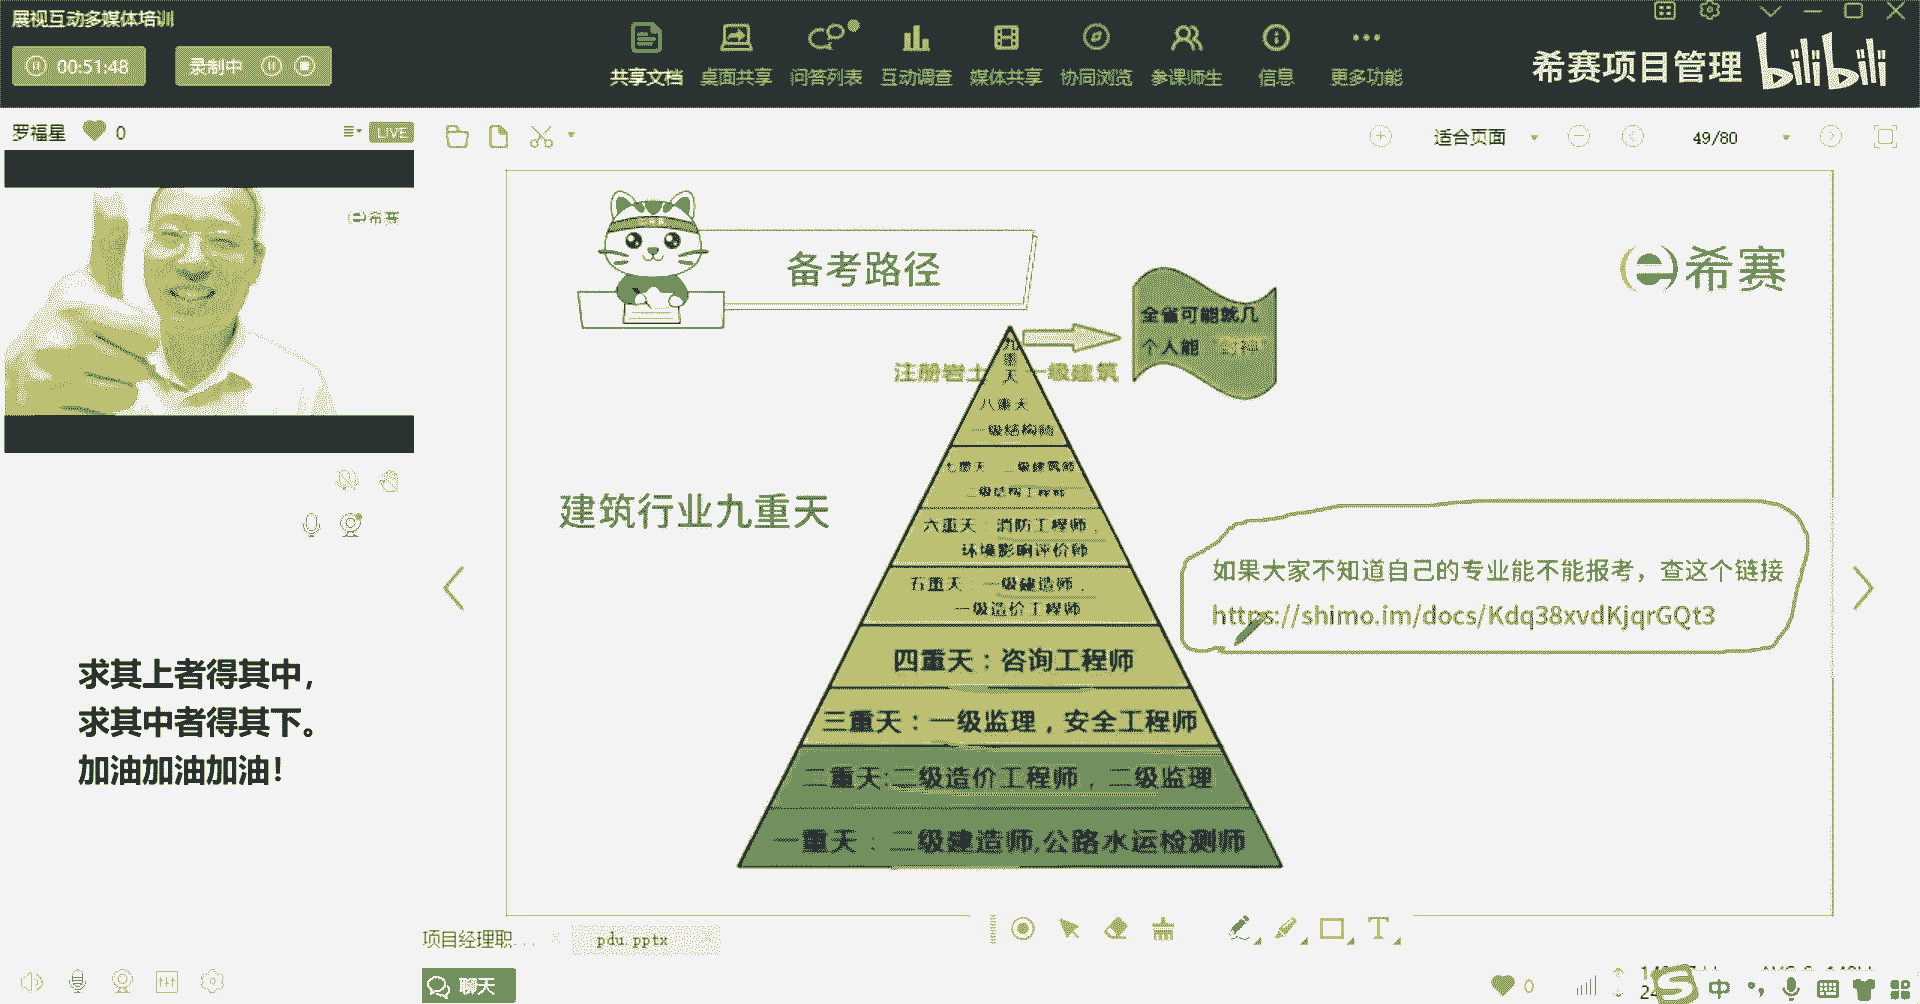 展视互动多媒体培训
00:51:48
录制中
共享文档
桌面共享
问答列表
互动调查
媒体共享
协同浏览
参课师生
信息
更多功能
希赛项目管理
bilibili
罗福星
0
LIVE
适合页面
49/80
希赛
备考路径
希赛
全省可能就几
个人能“封神”
注册岩土
一级建筑
九重天
八重天
一级结构师
七重天
二级建筑师
二级结构工程师
建筑行业九重天
六重天：消防工程师，
环境影响评价师
五重天：一级建造师，
一级造价工程师
如果大家不知道自己的专业能不能报考，查这个链接
https://shimo.im/docs/Kdq38xvdKjqrGQt3
四重天：咨询工程师
三重天：一级监理，安全工程师
二重天:二级造价工程师，二级监理
一重天：二级建造师,公路水运检测师
求其上者得其中，
求其中者得其下。
加油加油加油！
项目经理职...
pdu.pptx
聊天
0
中